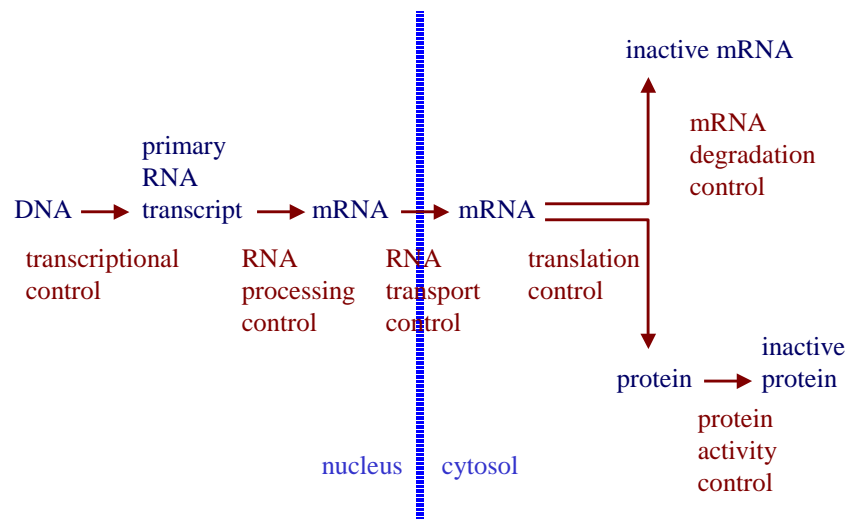 inactive mRNA
mRNA
degradation
control
primary
RNA
transcript
DNA
mRNA
mRNA
transcriptional
control
RNA
processing
control
RNA
transport
control
translation
control
inactive
protein
protein
protein
activity
control
nucleus
cytosol